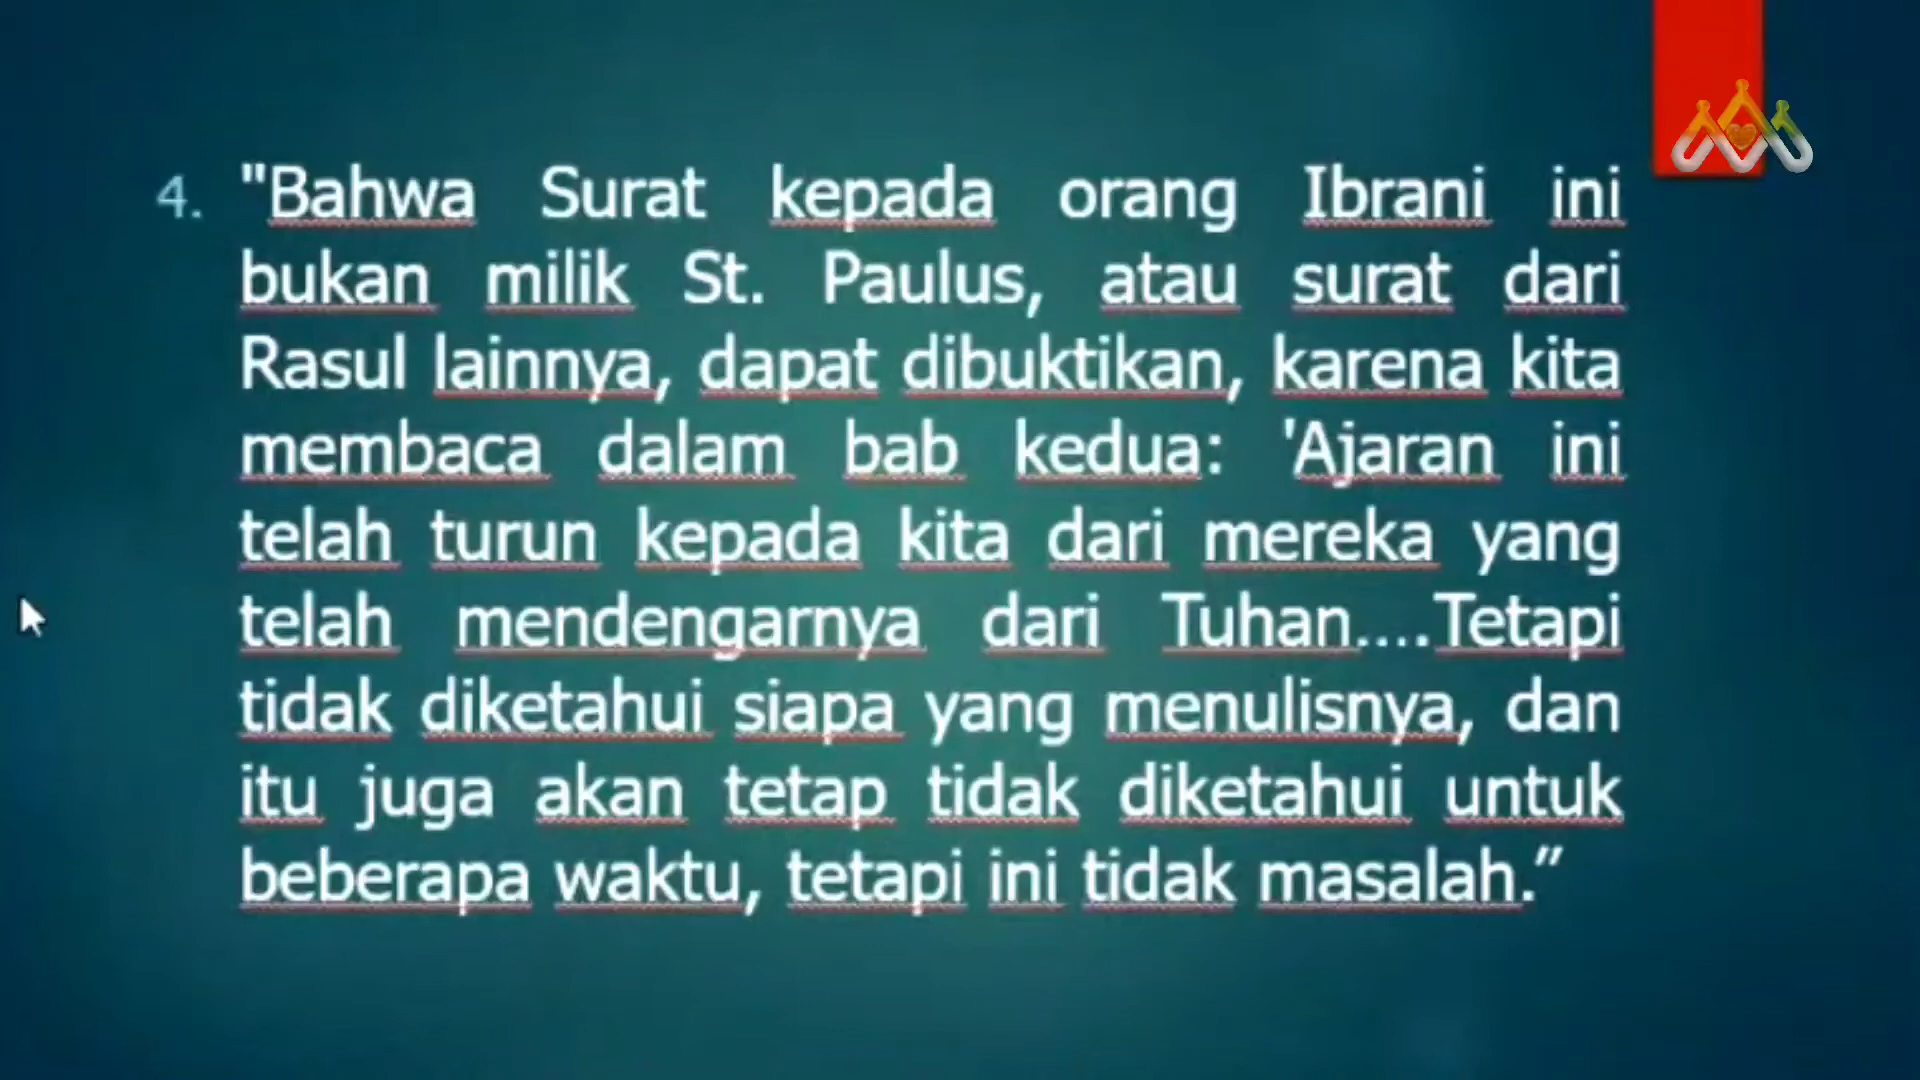 4. "Bahwa Surat kepada orang Ibrani ini
bukan milik St. Paulus, atau surat dari
Rasul lainnya, dapat dibuktikan, karena kita
membaca dalam bab kedua: 'Ajaran ini
telah turun kepada kita dari mereka yang
telah mendengarnya dari Tuhan....Tetapi
tidak diketahui siapa yang menulisnya, dan
itu juga akan tetap tidak diketahui untuk
beberapa waktu, tetapi ini tidak masalah.”